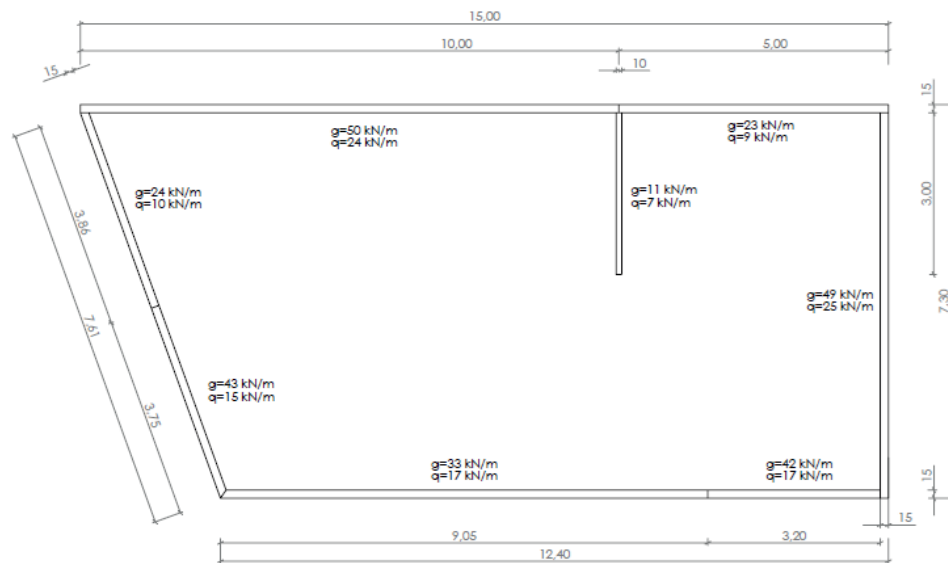 15,00
10,00
5,00
15
10
15
g=50 kN/m
q=24 kN/m
g=23 kN/m
q=9 kN/m
g=24 kN/m
q=10 kN/m
g=11 kN/m
q=7 kN/m
3,00
3,86
7,61
g=49 kN/m
q=25 kN/m
7,30
g=43 kN/m
q=15 kN/m
3,75
g=33 kN/m
q=17 kN/m
g=42 kN/m
q=17 kN/m
15
15
9,05
3,20
12,40